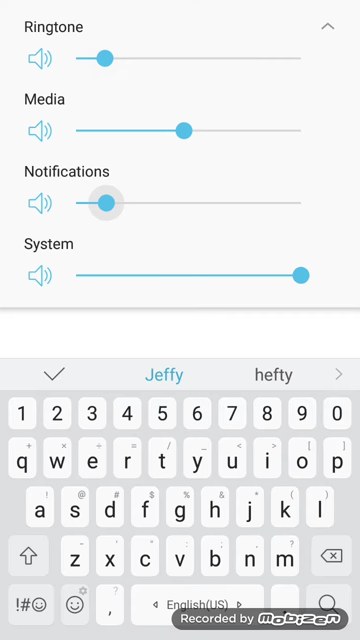 Ringtone
Media
Notifications
System
Jeffy hefty
1 2 3 4 5 6 7 8 9 0
+ × ÷ = / _ < > [ ]
q w e r t y u i o p
! @ # $ % & * ( )
a s d f g h j k l
z x c v b n m
!#☺ , English(US) .
Recorded by MOBIZEN